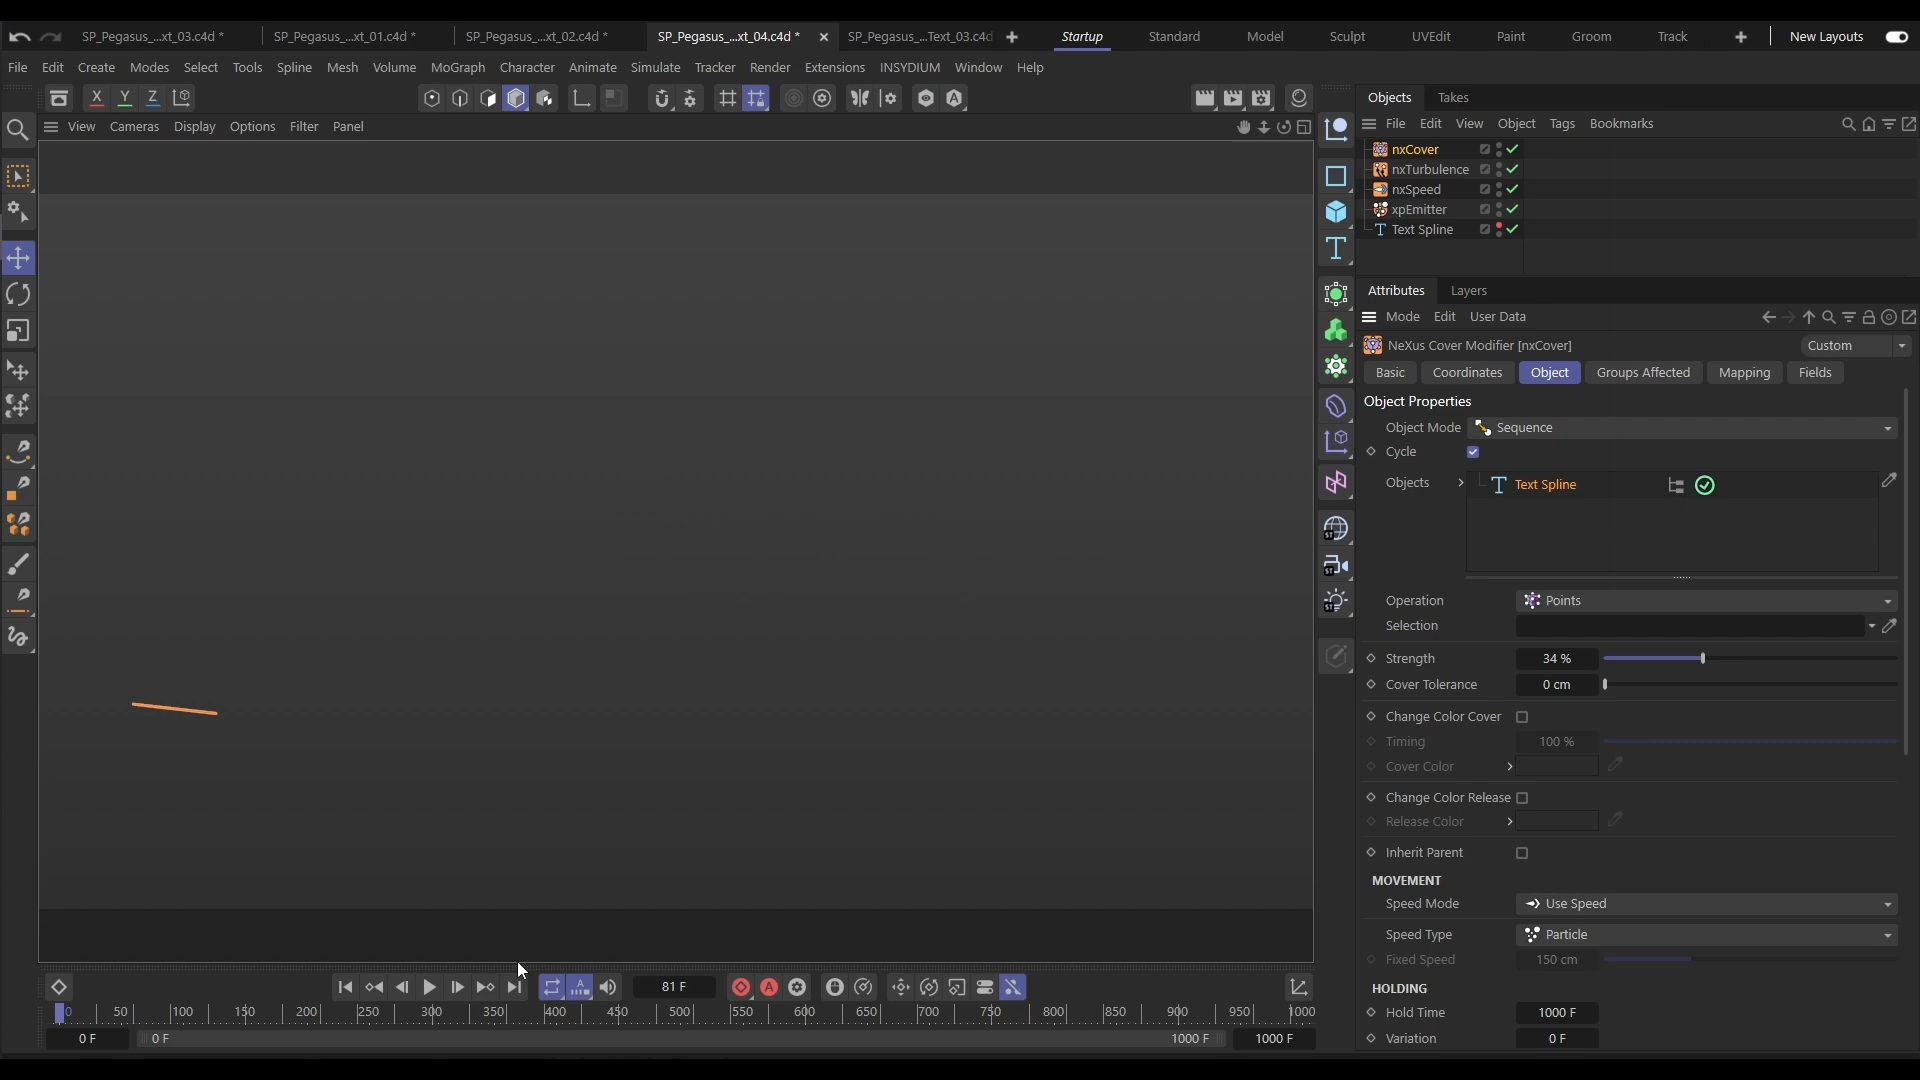 SP_Pegasus_...xt_03.c4d * SP_Pegasus_...xt_01.c4d * SP_Pegasus_...xt_02.c4d * SP_Pegasus_...xt_04.c4d * SP_Pegasus_...Text_03.c4d Startup Standard Model Sculpt UVEdit Paint Groom Track New Layouts
File Edit Create Modes Select Tools Spline Mesh Volume MoGraph Character Animate Simulate Tracker Render Extensions INSYDIUM Window Help
X Y Z
Objects Takes
View Cameras Display Options Filter Panel
File Edit View Object Tags Bookmarks
nxCover
nxTurbulence
nxSpeed
xpEmitter
Text Spline
Attributes Layers
Mode Edit User Data
NeXus Cover Modifier [nxCover] Custom
Basic Coordinates Object Groups Affected Mapping Fields
Object Properties
Object Mode Sequence
Cycle
Objects Text Spline
Operation Points
Selection
Strength 34 %
Cover Tolerance 0 cm
Change Color Cover
Timing 100 %
Cover Color
Change Color Release
Release Color
Inherit Parent
MOVEMENT
Speed Mode Use Speed
Speed Type Particle
Fixed Speed 150 cm
HOLDING
Hold Time 1000 F
Variation 0 F
81 F
0 50 100 150 200 250 300 350 400 450 500 550 600 650 700 750 800 850 900 950 1000
0 F 0 F 1000 F 1000 F